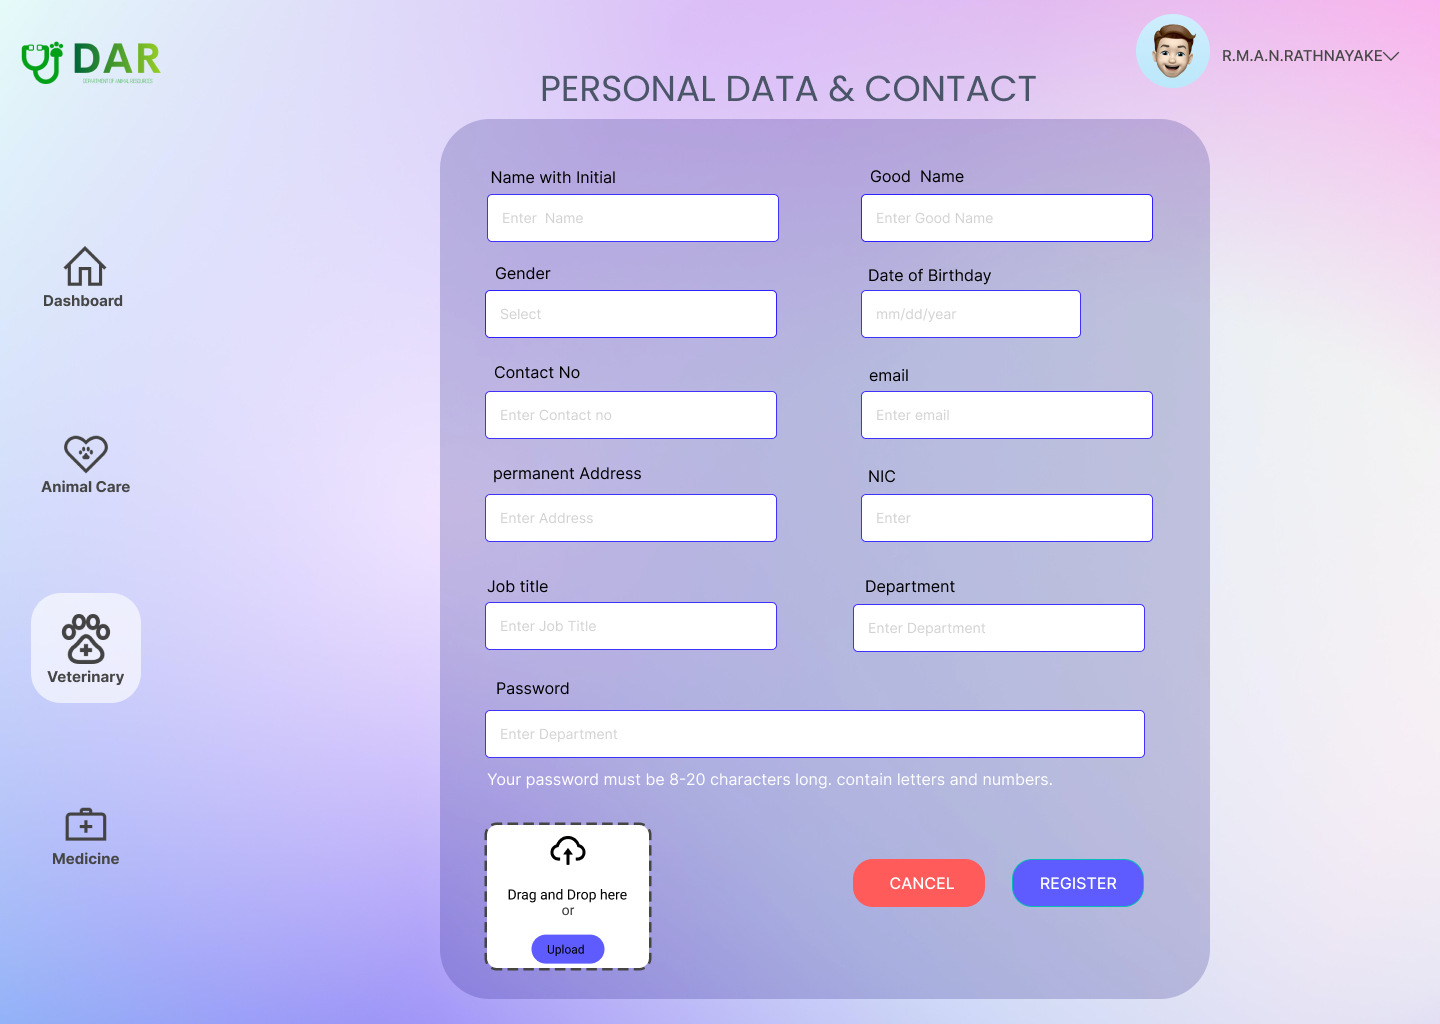 DAR
DEPARTMENT OF ANIMAL RESOURCES
R.M.A.N.RATHNAYAKE
PERSONAL DATA & CONTACT
Dashboard
Animal Care
Veterinary
Medicine
Name with Initial
Enter  Name
Good  Name
Enter Good Name
Gender
Select
Date of Birthday
mm/dd/year
Contact No
Enter Contact no
email
Enter email
permanent Address
Enter Address
NIC
Enter
Job title
Enter Job Title
Department
Enter Department
Password
Enter Department
Your password must be 8-20 characters long. contain letters and numbers.
Drag and Drop here
or
Upload
CANCEL
REGISTER